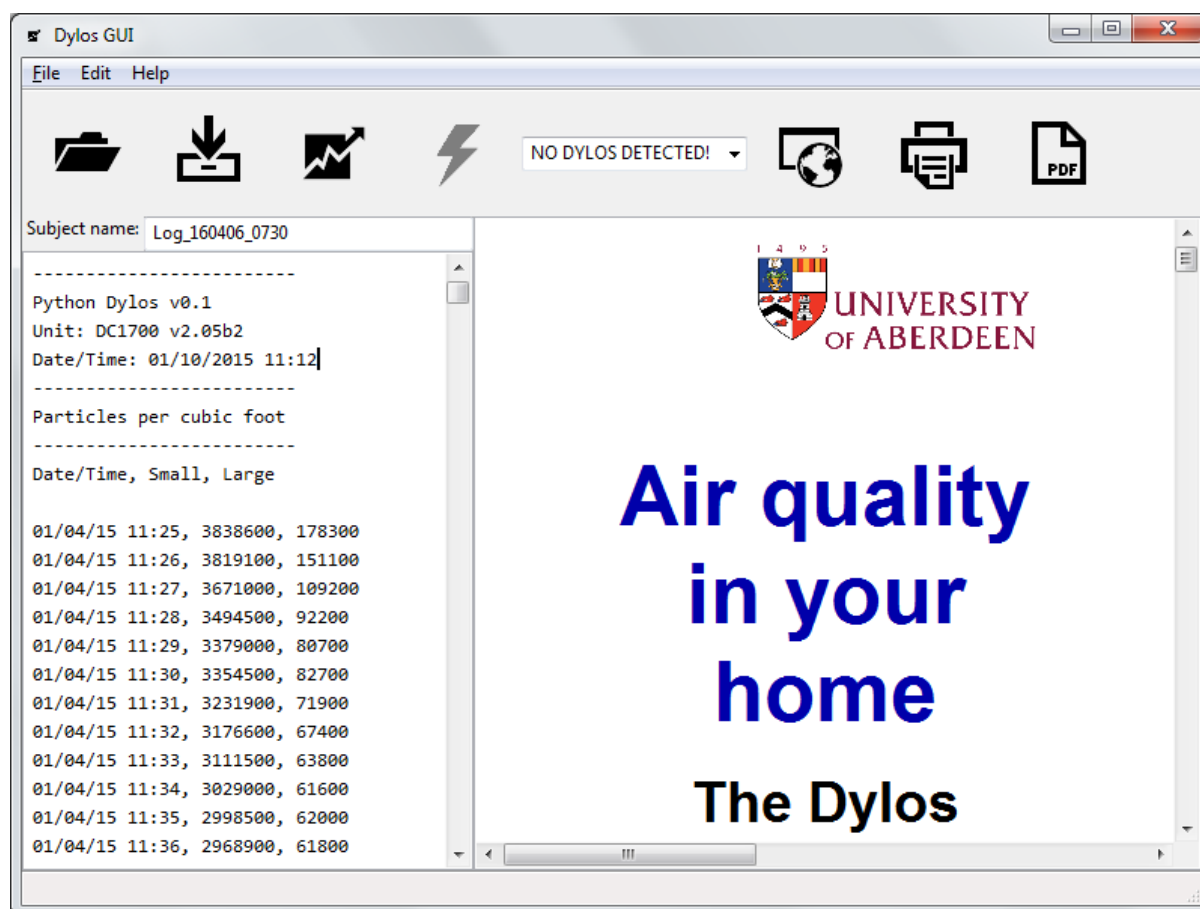 Dylos GUI
File Edit Help
NO DYLOS DETECTED!
PDF
Subject name: Log_160406_0730
-------------------------
Python Dylos v0.1
Unit: DC1700 v2.05b2
Date/Time: 01/10/2015 11:12
-------------------------
Particles per cubic foot
-------------------------
Date/Time, Small, Large
01/04/15 11:25, 3838600, 178300
01/04/15 11:26, 3819100, 151100
01/04/15 11:27, 3671000, 109200
01/04/15 11:28, 3494500, 92200
01/04/15 11:29, 3379000, 80700
01/04/15 11:30, 3354500, 82700
01/04/15 11:31, 3231900, 71900
01/04/15 11:32, 3176600, 67400
01/04/15 11:33, 3111500, 63800
01/04/15 11:34, 3029000, 61600
01/04/15 11:35, 2998500, 62000
01/04/15 11:36, 2968900, 61800
1 4 9 5
UNIVERSITY
OF ABERDEEN
Air quality
in your
home
The Dylos